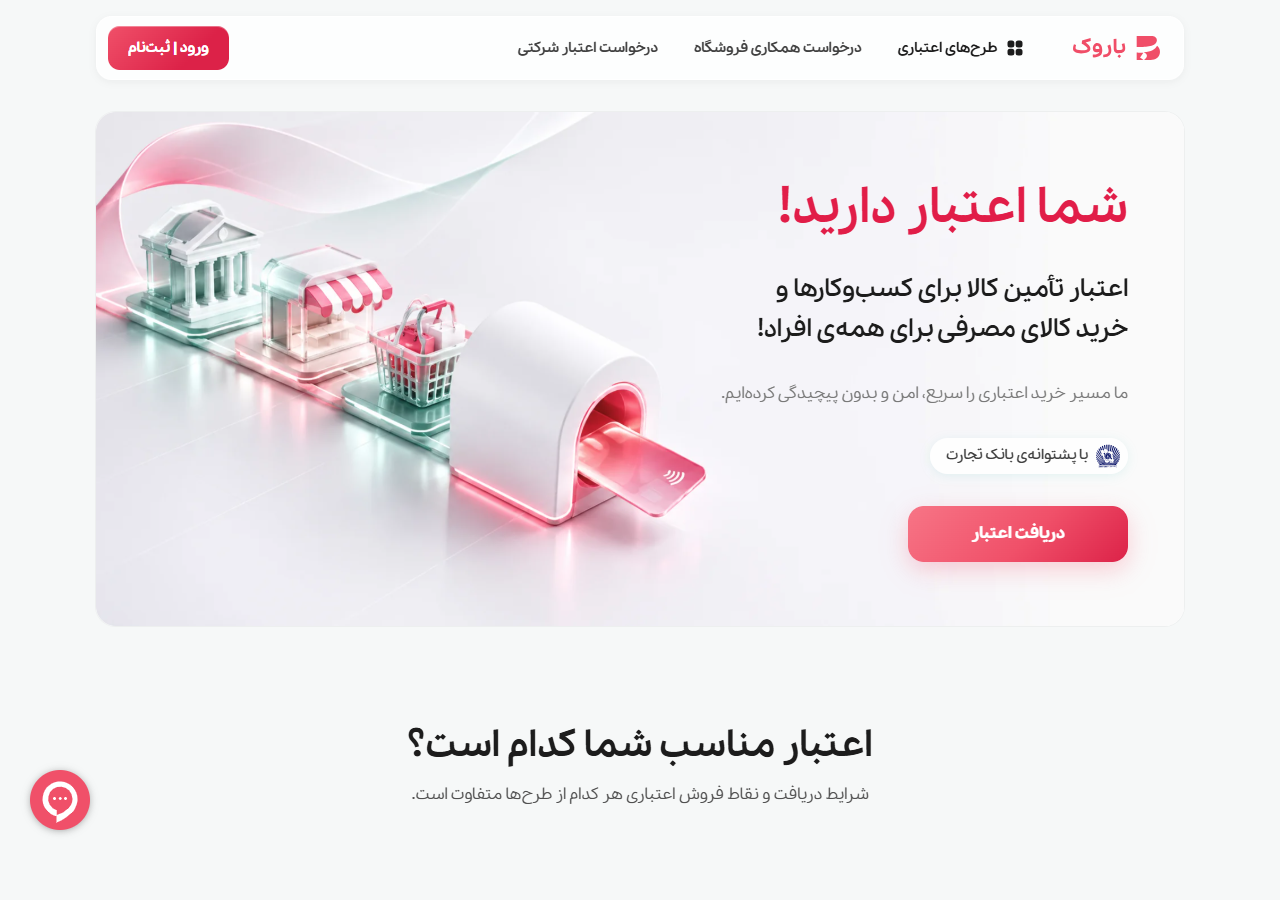 باروک
طرح‌های اعتباری
درخواست همکاری فروشگاه
درخواست اعتبار شرکتی
ورود | ثبت‌نام
شما اعتبار دارید!
اعتبار تأمین کالا برای کسب‌وکارها و
خرید کالای مصرفی برای همه‌ی افراد!
ما مسیر خرید اعتباری را سریع، امن و بدون پیچیدگی کرده‌ایم.
با پشتوانه‌ی بانک تجارت
دریافت اعتبار
اعتبار مناسب شما کدام است؟
شرایط دریافت و نقاط فروش اعتباری هر کدام از طرح‌ها متفاوت است.